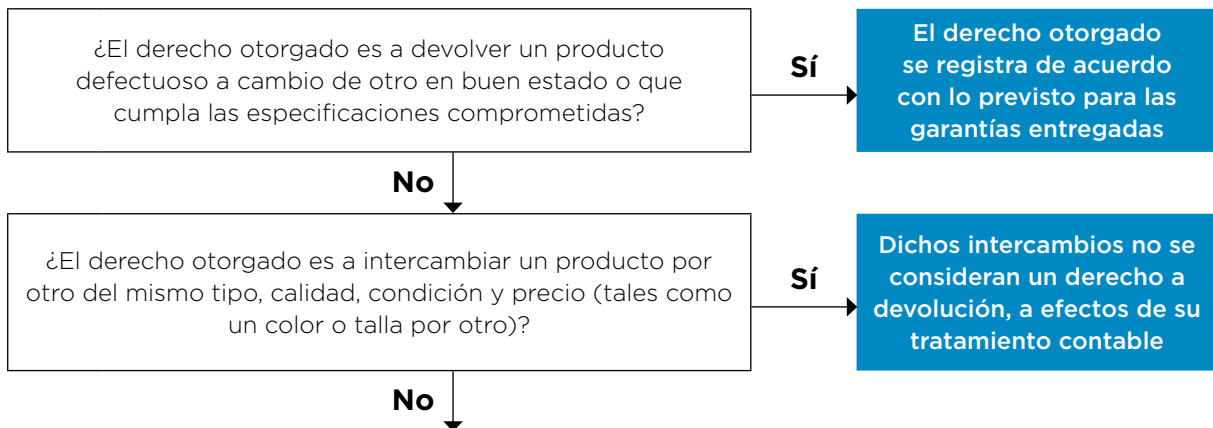 ¿El derecho otorgado es a devolver un producto
defectuoso a cambio de otro en buen estado o que
cumpla las especificaciones comprometidas?
Sí
El derecho otorgado
se registra de acuerdo
con lo previsto para las
garantías entregadas
No
¿El derecho otorgado es a intercambiar un producto por
otro del mismo tipo, calidad, condición y precio (tales como
un color o talla por otro)?
Sí
Dichos intercambios no se
consideran un derecho a
devolución, a efectos de su
tratamiento contable
No